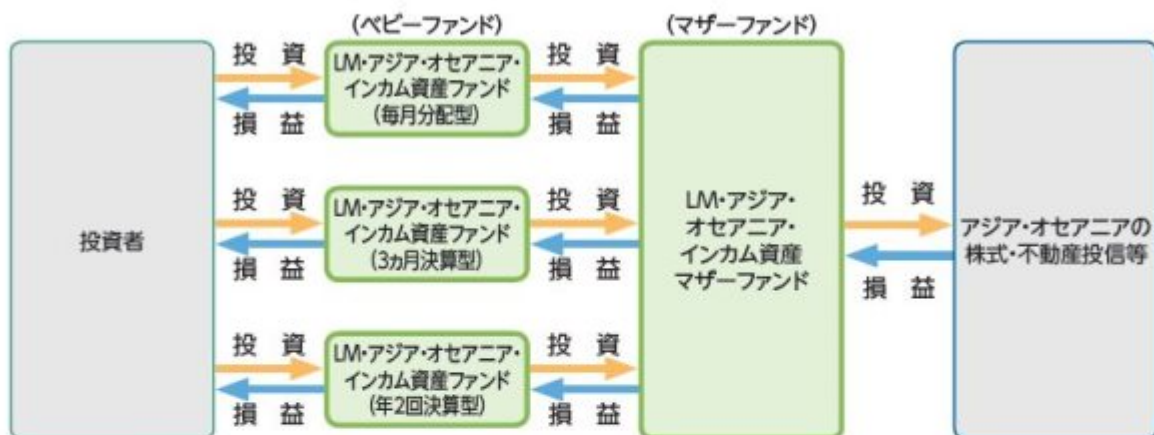 (ベビーファンド)
(マザーファンド)
投資者
投 資
損 益
LM・アジア・オセアニア・
インカム資産ファンド
(毎月分配型)
投 資
損 益
投 資
損 益
LM・アジア・オセアニア・
インカム資産ファンド
(3ヵ月決算型)
投 資
損 益
投 資
損 益
LM・アジア・オセアニア・
インカム資産ファンド
(年2回決算型)
投 資
損 益
LM・アジア・
オセアニア・
インカム資産
マザーファンド
投 資
損 益
アジア・オセアニアの
株式・不動産投信等